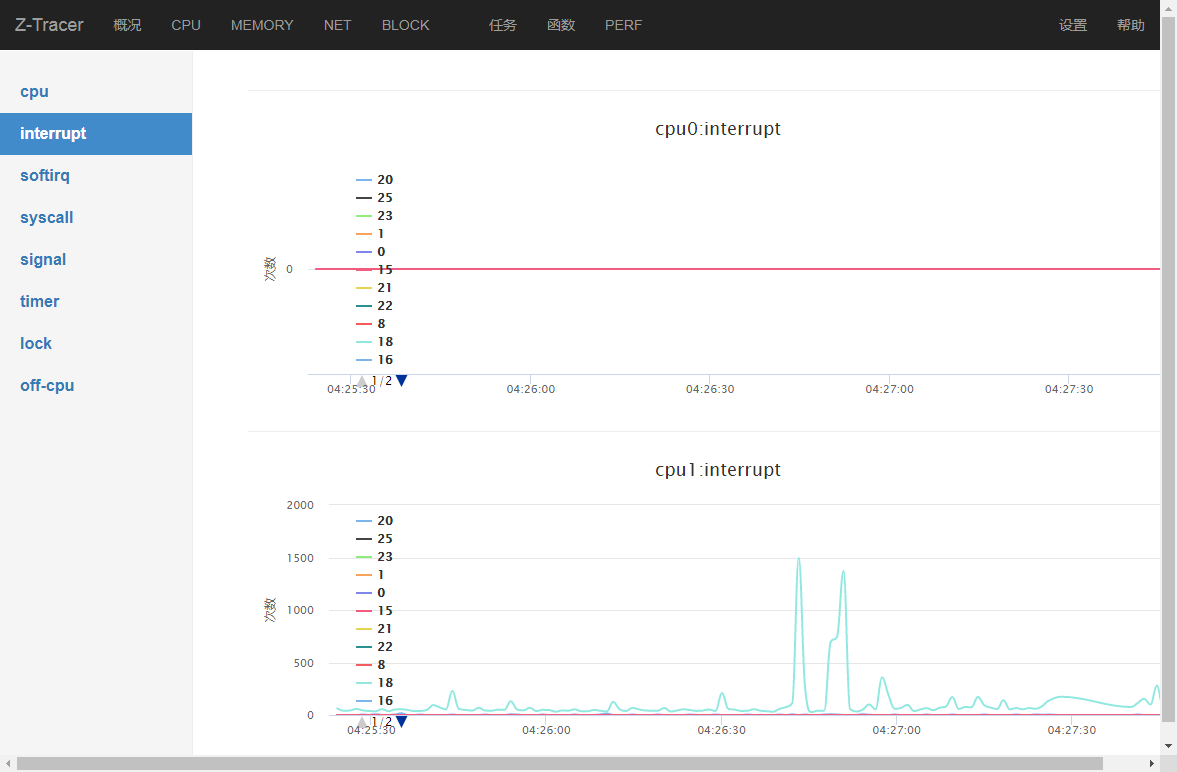 Z-Tracer 概况 CPU MEMORY NET BLOCK 任务 函数 PERF 设置 帮助
cpu
interrupt
softirq
syscall
signal
timer
lock
off-cpu
cpu0:interrupt
20
25
23
1
0
15
21
22
8
18
16
1/2
次数
0
04:25:30 04:26:00 04:26:30 04:27:00 04:27:30
cpu1:interrupt
2000
1500
1000
500
0
次数
20
25
23
1
0
15
21
22
8
18
16
1/2
04:25:30 04:26:00 04:26:30 04:27:00 04:27:30